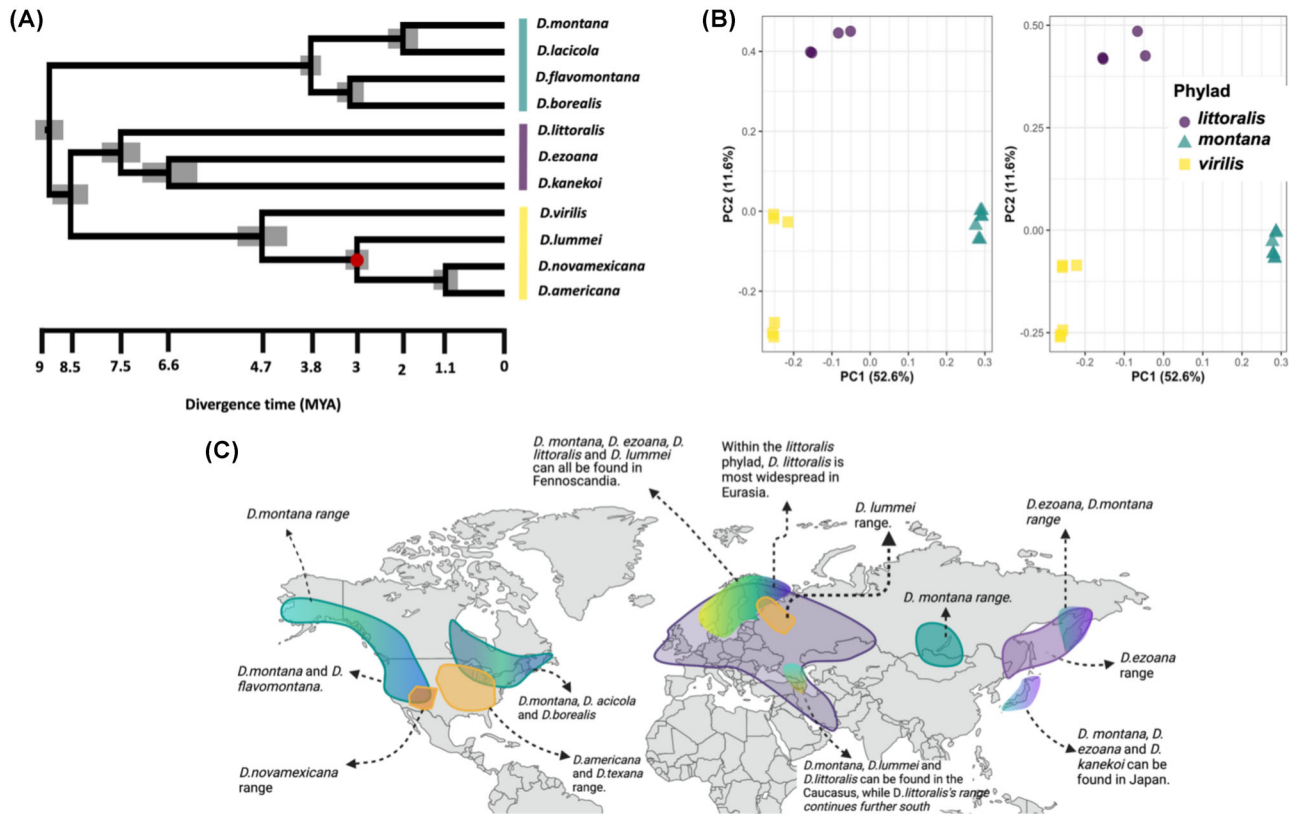 (A)
D.montana
D.lacicola
D.flavomontana
D.borealis
D.littoralis
D.ezoana
D.kanekoi
D.virilis
D.lummei
D.novamexicana
D.americana
9 8.5 7.5 6.6 4.7 3.8 3 2 1.1 0
Divergence time (MYA)
(B)
PC2 (11.6%)
0.4
0.2
0.0
-0.2
-0.2 -0.1 0.0 0.1 0.2 0.3
PC1 (52.6%)
PC2 (11.6%)
0.50
0.25
0.00
-0.25
-0.2 -0.1 0.0 0.1 0.2 0.3
PC1 (52.6%)
Phylad
littoralis
montana
virilis
(C)
D.montana range
D. montana, D. ezoana, D.
littoralis and D. lummei
can all be found in
Fennoscandia.
Within the littoralis
phylad, D. littoralis is
most widespread in
Eurasia.
D. lummei
range.
D.ezoana, D.montana
range
D. montana range.
D.montana and D.
flavomontana.
D.montana, D. acicola
and D.borealis
D.ezoana
range
D.novamexicana
range
D.americana
and D.texana
range.
D.montana, D.lummei and
D.littoralis can be found in the
Caucasus, while D.littoralis's range
continues further south
D. montana, D.
ezoana and D.
kanekoi can be
found in Japan.